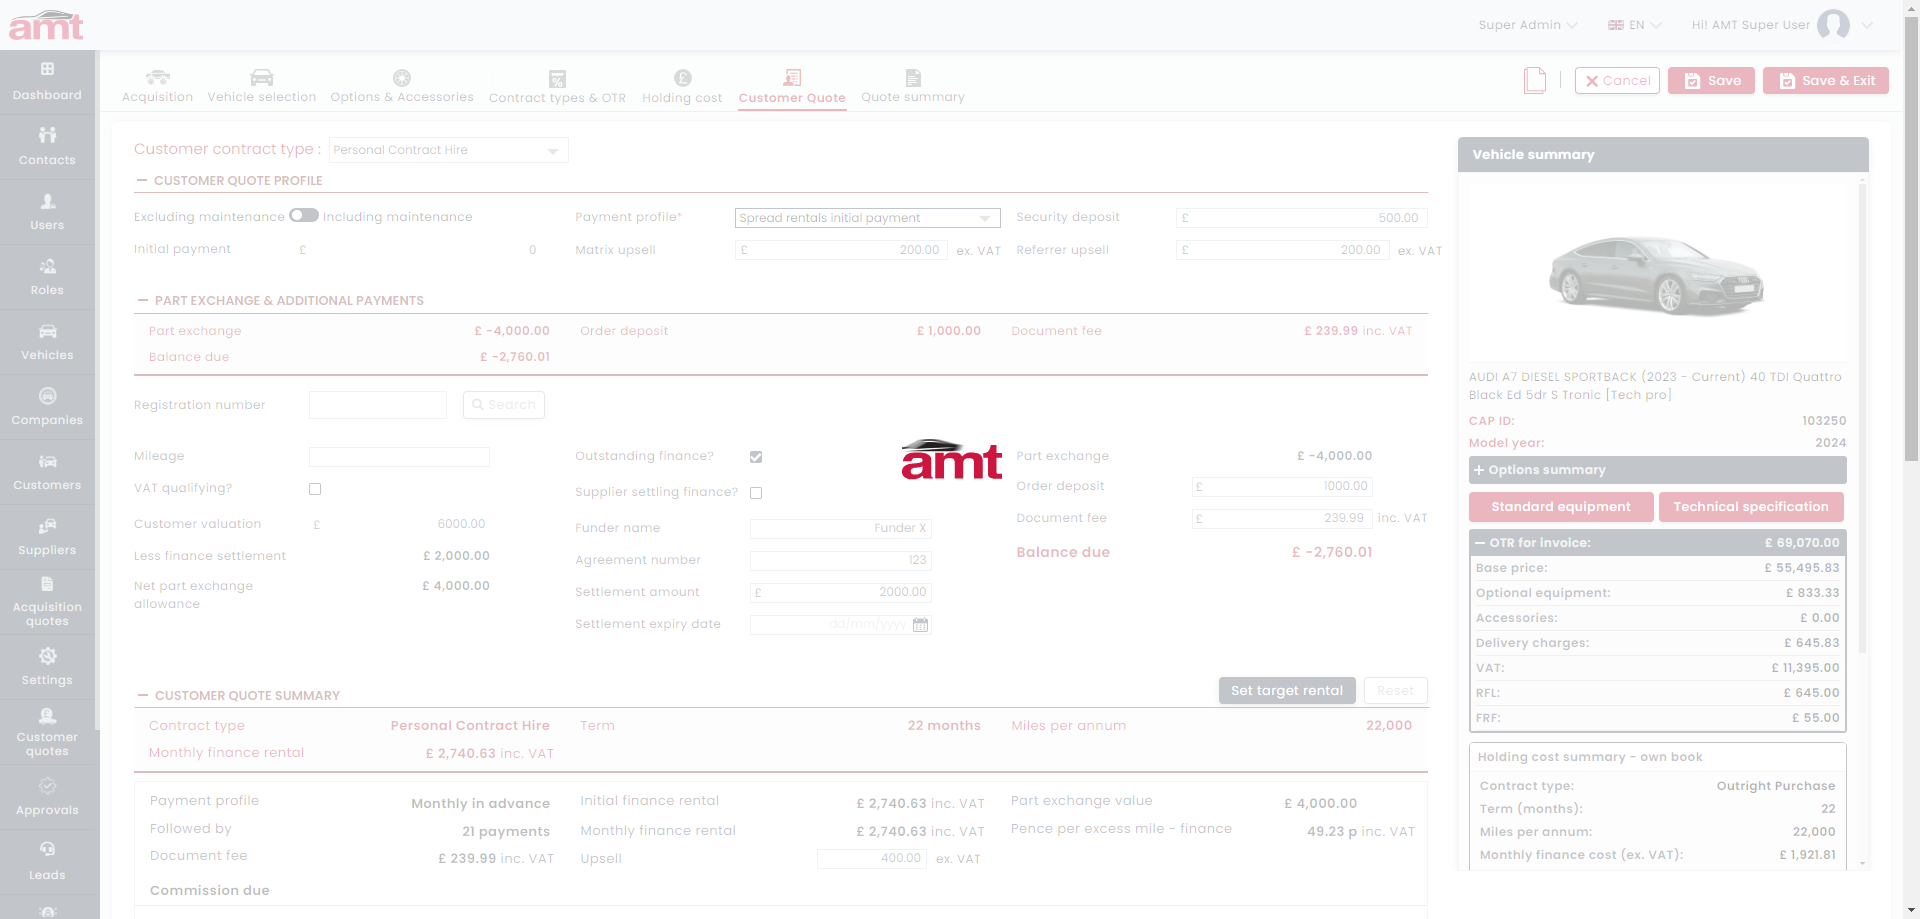 amt
Super Admin
EN
Hi! AMT Super User
Dashboard
Contacts
Users
Roles
Vehicles
Companies
Customers
Suppliers
Acquisition
quotes
Settings
Customer
quotes
Approvals
Leads
Acquisition
Vehicle selection
Options & Accessories
Contract types & OTR
Holding cost
Customer Quote
Quote summary
Cancel
Save
Save & Exit
Customer contract type : Personal Contract Hire
CUSTOMER QUOTE PROFILE
Excluding maintenance Including maintenance
Payment profile* Spread rentals initial payment
Security deposit £ 500.00
Initial payment £ 0
Matrix upsell £ 200.00 ex. VAT
Referrer upsell £ 200.00 ex. VAT
PART EXCHANGE & ADDITIONAL PAYMENTS
Part exchange £ -4,000.00
Order deposit £ 1,000.00
Document fee £ 239.99 inc. VAT
Balance due £ -2,760.01
Registration number
Search
Mileage
VAT qualifying?
Customer valuation £ 6000.00
Less finance settlement £ 2,000.00
Net part exchange £ 4,000.00
allowance
Outstanding finance?
Supplier settling finance?
Funder name Funder X
Agreement number 123
Settlement amount £ 2000.00
Settlement expiry date dd/mm/yyyy
amt
Part exchange £ -4,000.00
Order deposit £ 1000.00
Document fee £ 239.99 inc. VAT
Balance due £ -2,760.01
CUSTOMER QUOTE SUMMARY
Set target rental
Reset
Contract type Personal Contract Hire
Term 22 months
Miles per annum 22,000
Monthly finance rental £ 2,740.63 inc. VAT
Payment profile Monthly in advance
Followed by 21 payments
Document fee £ 239.99 inc. VAT
Commission due
Initial finance rental £ 2,740.63 inc. VAT
Monthly finance rental £ 2,740.63 inc. VAT
Upsell 400.00 ex. VAT
Part exchange value £ 4,000.00
Pence per excess mile - finance 49.23 p inc. VAT
Vehicle summary
AUDI A7 DIESEL SPORTBACK (2023 - Current) 40 TDI Quattro
Black Ed 5dr S Tronic [Tech pro]
CAP ID: 103250
Model year: 2024
Options summary
Standard equipment
Technical specification
OTR for invoice: £ 69,070.00
Base price: £ 55,495.83
Optional equipment: £ 833.33
Accessories: £ 0.00
Delivery charges: £ 645.83
VAT: £ 11,395.00
RFL: £ 645.00
FRF: £ 55.00
Holding cost summary - own book
Contract type: Outright Purchase
Term (months): 22
Miles per annum: 22,000
Monthly finance cost (ex. VAT): £ 1,921.81